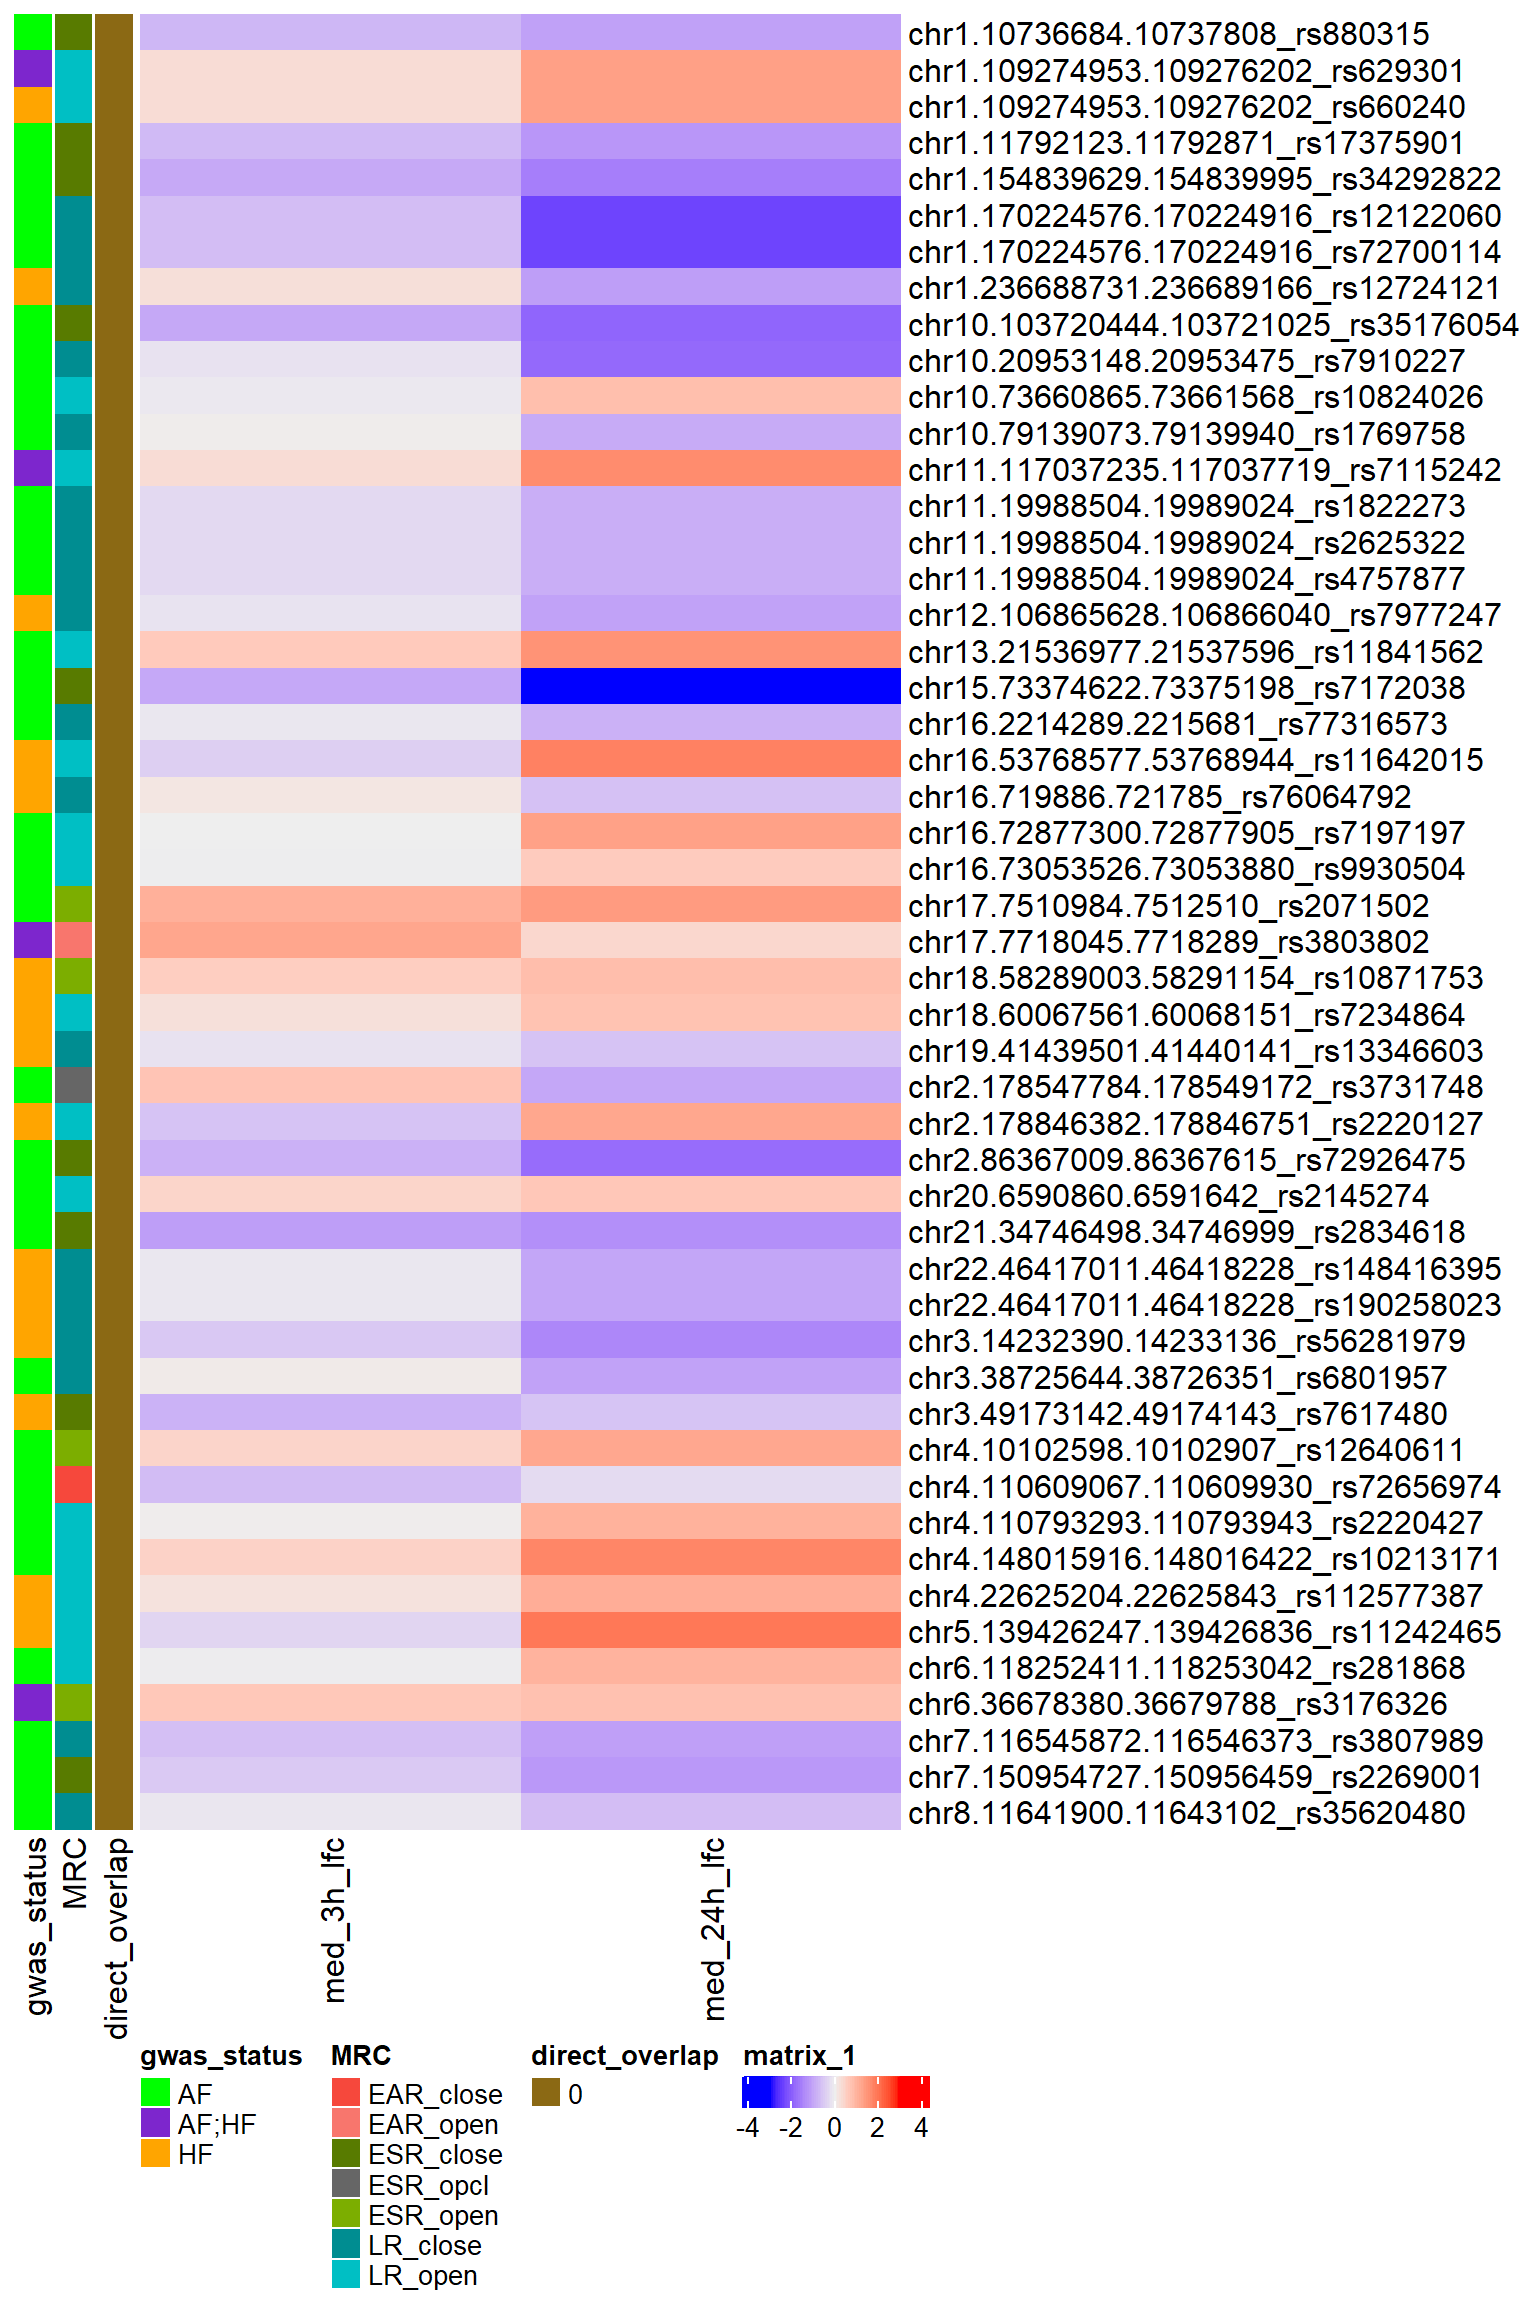 chr1.10736684.10737808_rs880315
chr1.109274953.109276202_rs629301
chr1.109274953.109276202_rs660240
chr1.11792123.11792871_rs17375901
chr1.154839629.154839995_rs34292822
chr1.170224576.170224916_rs12122060
chr1.170224576.170224916_rs72700114
chr1.236688731.236689166_rs12724121
chr10.103720444.103721025_rs35176054
chr10.20953148.20953475_rs7910227
chr10.73660865.73661568_rs10824026
chr10.79139073.79139940_rs1769758
chr11.117037235.117037719_rs7115242
chr11.19988504.19989024_rs1822273
chr11.19988504.19989024_rs2625322
chr11.19988504.19989024_rs4757877
chr12.106865628.106866040_rs7977247
chr13.21536977.21537596_rs11841562
chr15.73374622.73375198_rs7172038
chr16.2214289.2215681_rs77316573
chr16.53768577.53768944_rs11642015
chr16.719886.721785_rs76064792
chr16.72877300.72877905_rs7197197
chr16.73053526.73053880_rs9930504
chr17.7510984.7512510_rs2071502
chr17.7718045.7718289_rs3803802
chr18.58289003.58291154_rs10871753
chr18.60067561.60068151_rs7234864
chr19.41439501.41440141_rs13346603
chr2.178547784.178549172_rs3731748
chr2.178846382.178846751_rs2220127
chr2.86367009.86367615_rs72926475
chr20.6590860.6591642_rs2145274
chr21.34746498.34746999_rs2834618
chr22.46417011.46418228_rs148416395
chr22.46417011.46418228_rs190258023
chr3.14232390.14233136_rs56281979
chr3.38725644.38726351_rs6801957
chr3.49173142.49174143_rs7617480
chr4.10102598.10102907_rs12640611
chr4.110609067.110609930_rs72656974
chr4.110793293.110793943_rs2220427
chr4.148015916.148016422_rs10213171
chr4.22625204.22625843_rs112577387
chr5.139426247.139426836_rs11242465
chr6.118252411.118253042_rs281868
chr6.36678380.36679788_rs3176326
chr7.116545872.116546373_rs3807989
chr7.150954727.150956459_rs2269001
chr8.11641900.11643102_rs35620480
gwas_status
MRC
direct_overlap
med_3h_lfc
med_24h_lfc
gwas_status
AF
AF;HF
HF
MRC
EAR_close
EAR_open
ESR_close
ESR_opcl
ESR_open
LR_close
LR_open
direct_overlap
0
matrix_1
-4 -2 0 2 4